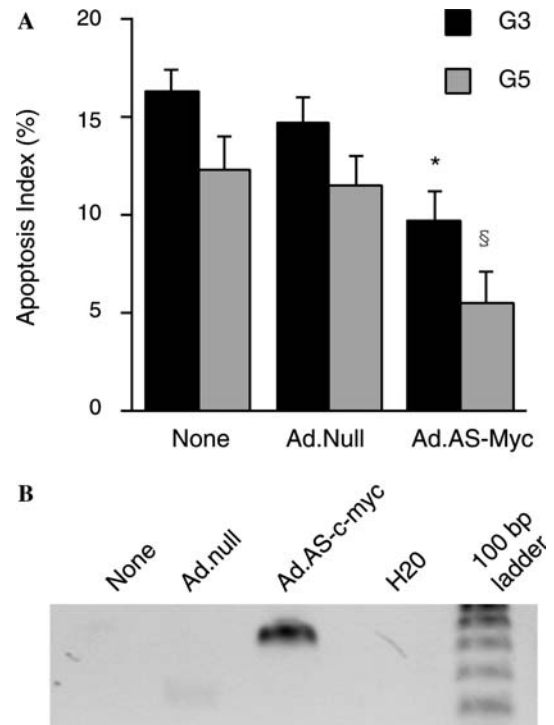 A
G3
G5
Apoptosis Index (%)
20
15
10
5
0
*
§
None
Ad.Null
Ad.AS-Myc
B
None
Ad.null
Ad.AS-c-myc
H20
100 bp
ladder